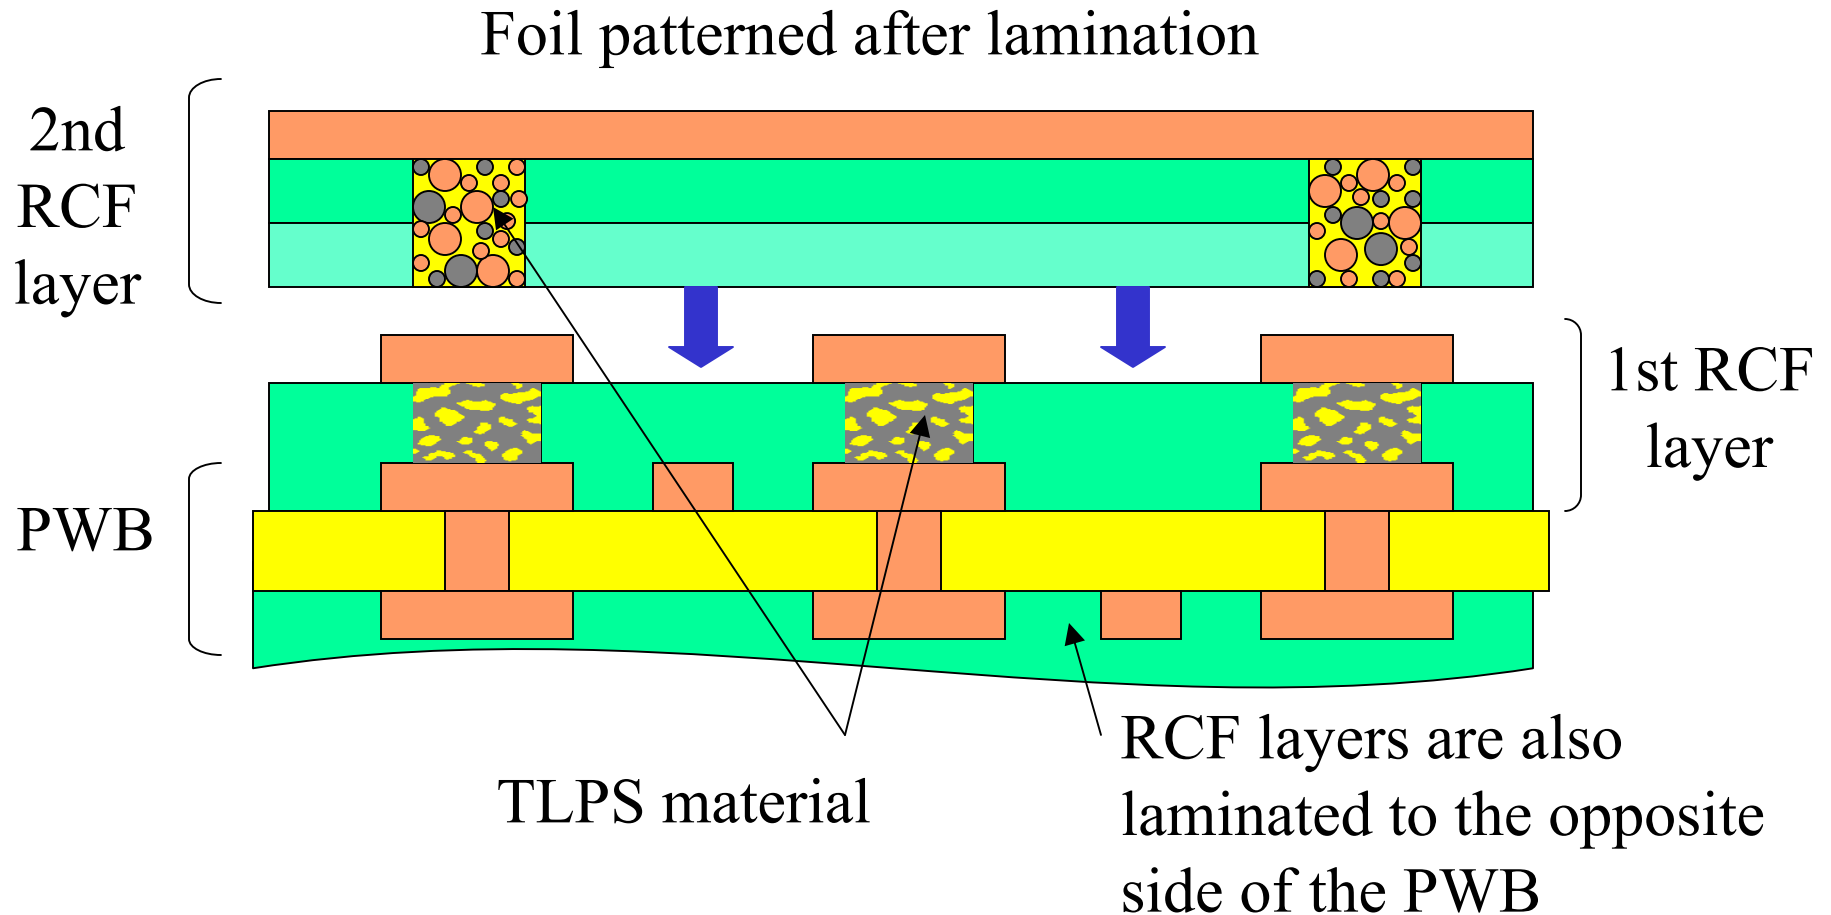 Foil patterned after lamination
2nd
RCF
layer
1st RCF
layer
PWB
TLPS material
RCF layers are also
laminated to the opposite
side of the PWB